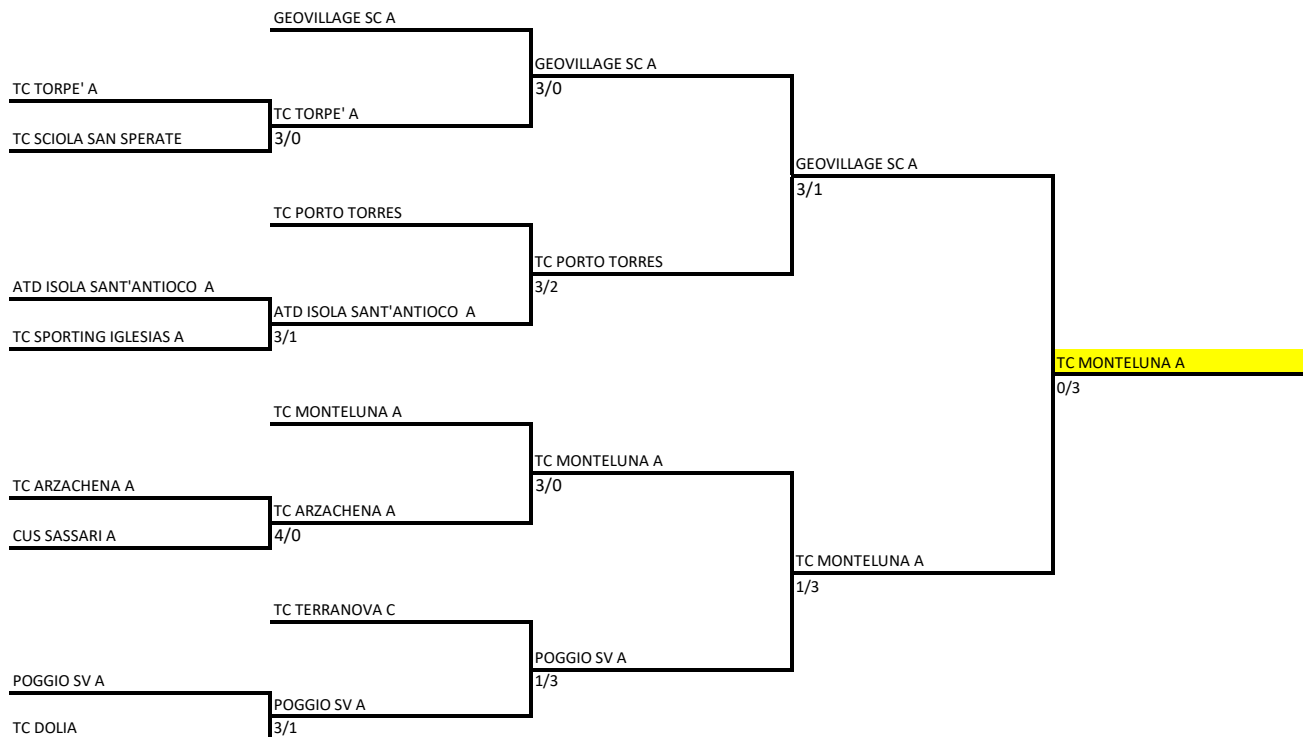 GEOVILLAGE SC A
GEOVILLAGE SC A
TC TORPE' A
3/0
TC TORPE' A
TC SCIOLA SAN SPERATE
3/0
GEOVILLAGE SC A
3/1
TC PORTO TORRES
TC PORTO TORRES
ATD ISOLA SANT'ANTIOCO  A
3/2
ATD ISOLA SANT'ANTIOCO  A
TC SPORTING IGLESIAS A
3/1
TC MONTELUNA A
0/3
TC MONTELUNA A
TC MONTELUNA A
TC ARZACHENA A
3/0
TC ARZACHENA A
CUS SASSARI A
4/0
TC MONTELUNA A
1/3
TC TERRANOVA C
POGGIO SV A
POGGIO SV A
1/3
POGGIO SV A
TC DOLIA
3/1